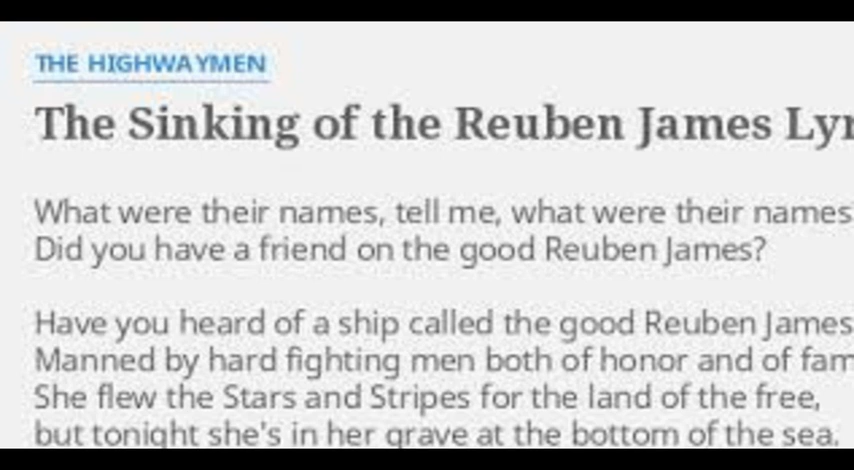 THE HIGHWAYMEN
The Sinking of the Reuben James Lyr
What were their names, tell me, what were their names
Did you have a friend on the good Reuben James?
Have you heard of a ship called the good Reuben James
Manned by hard fighting men both of honor and of fam
She flew the Stars and Stripes for the land of the free,
but tonight she's in her grave at the bottom of the sea.